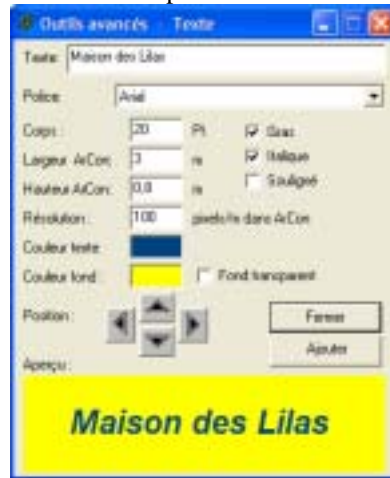 Outils avancés - Texte
Texte: Maison des Lilas
Police: Arial
Corps: 20 Pt. Gras
Largeur ArCon: 3 m Italique
Hauteur ArCon: 0,8 m Souligné
Résolution: 100 pixels/m dans ArCon
Couleur texte:
Couleur fond: Fond transparent
Position: Fermer
Ajouter
Aperçu:
Maison des Lilas